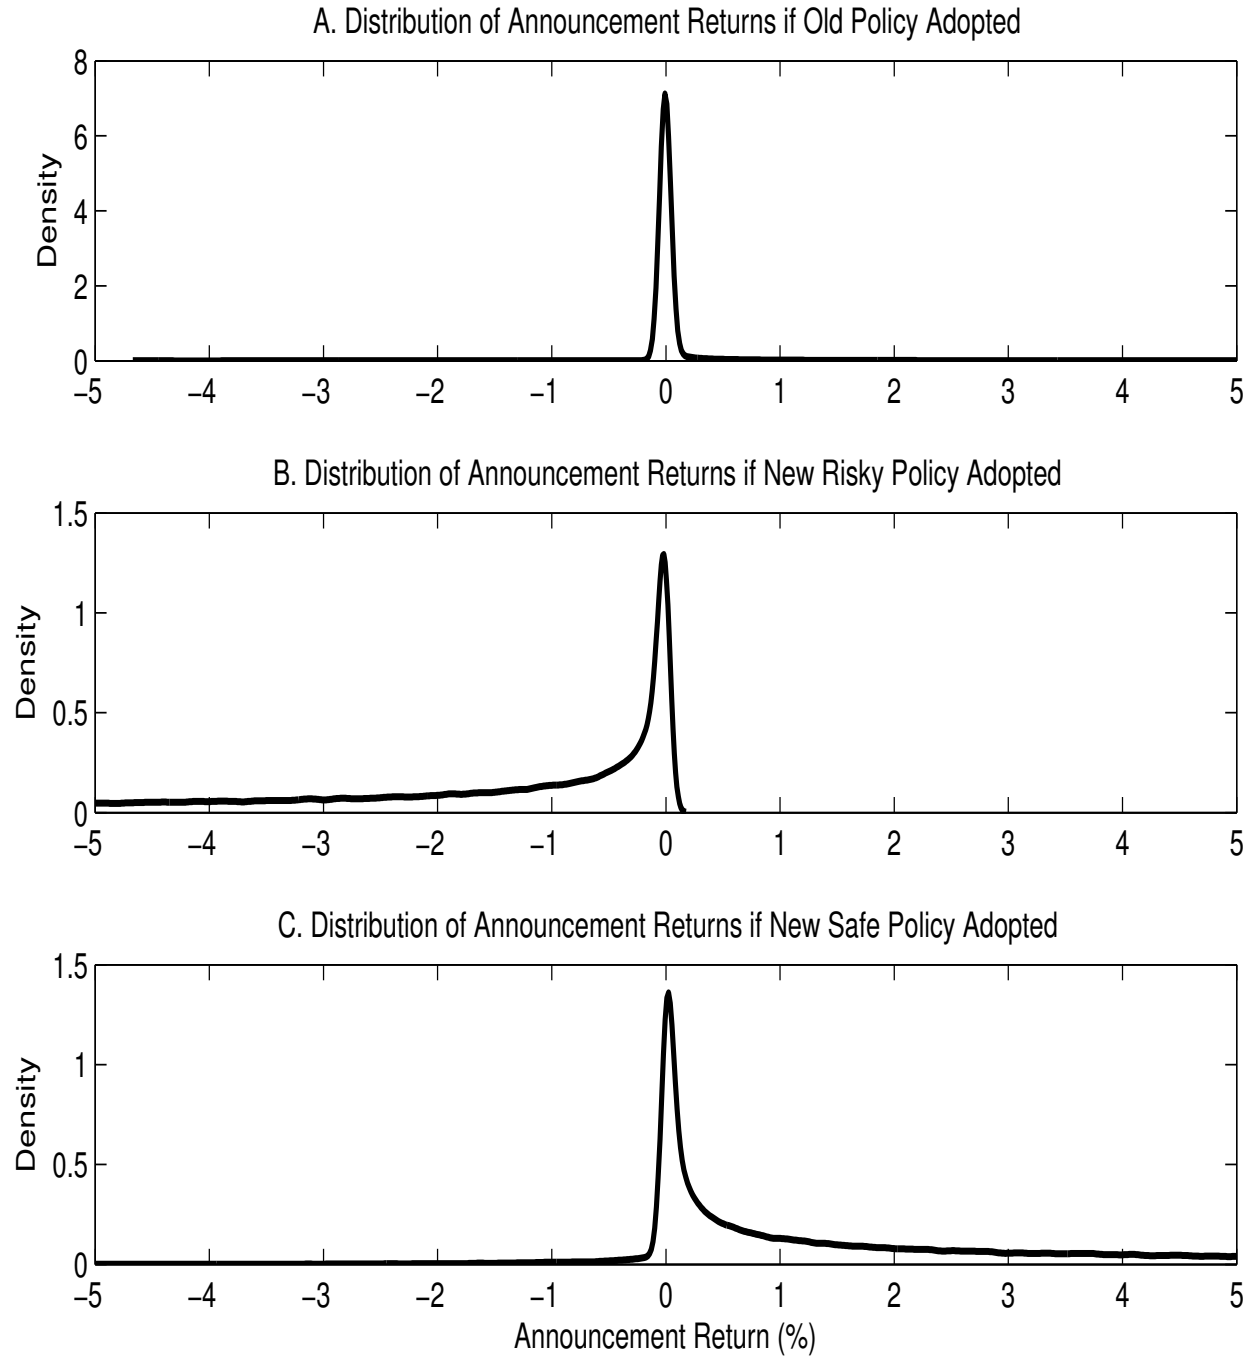 A. Distribution of Announcement Returns if Old Policy Adopted
8
6
4
2
0
Density
−5 −4 −3 −2 −1 0 1 2 3 4 5
B. Distribution of Announcement Returns if New Risky Policy Adopted
1.5
1
0.5
0
Density
−5 −4 −3 −2 −1 0 1 2 3 4 5
C. Distribution of Announcement Returns if New Safe Policy Adopted
1.5
1
0.5
0
Density
−5 −4 −3 −2 −1 0 1 2 3 4 5
Announcement Return (%)